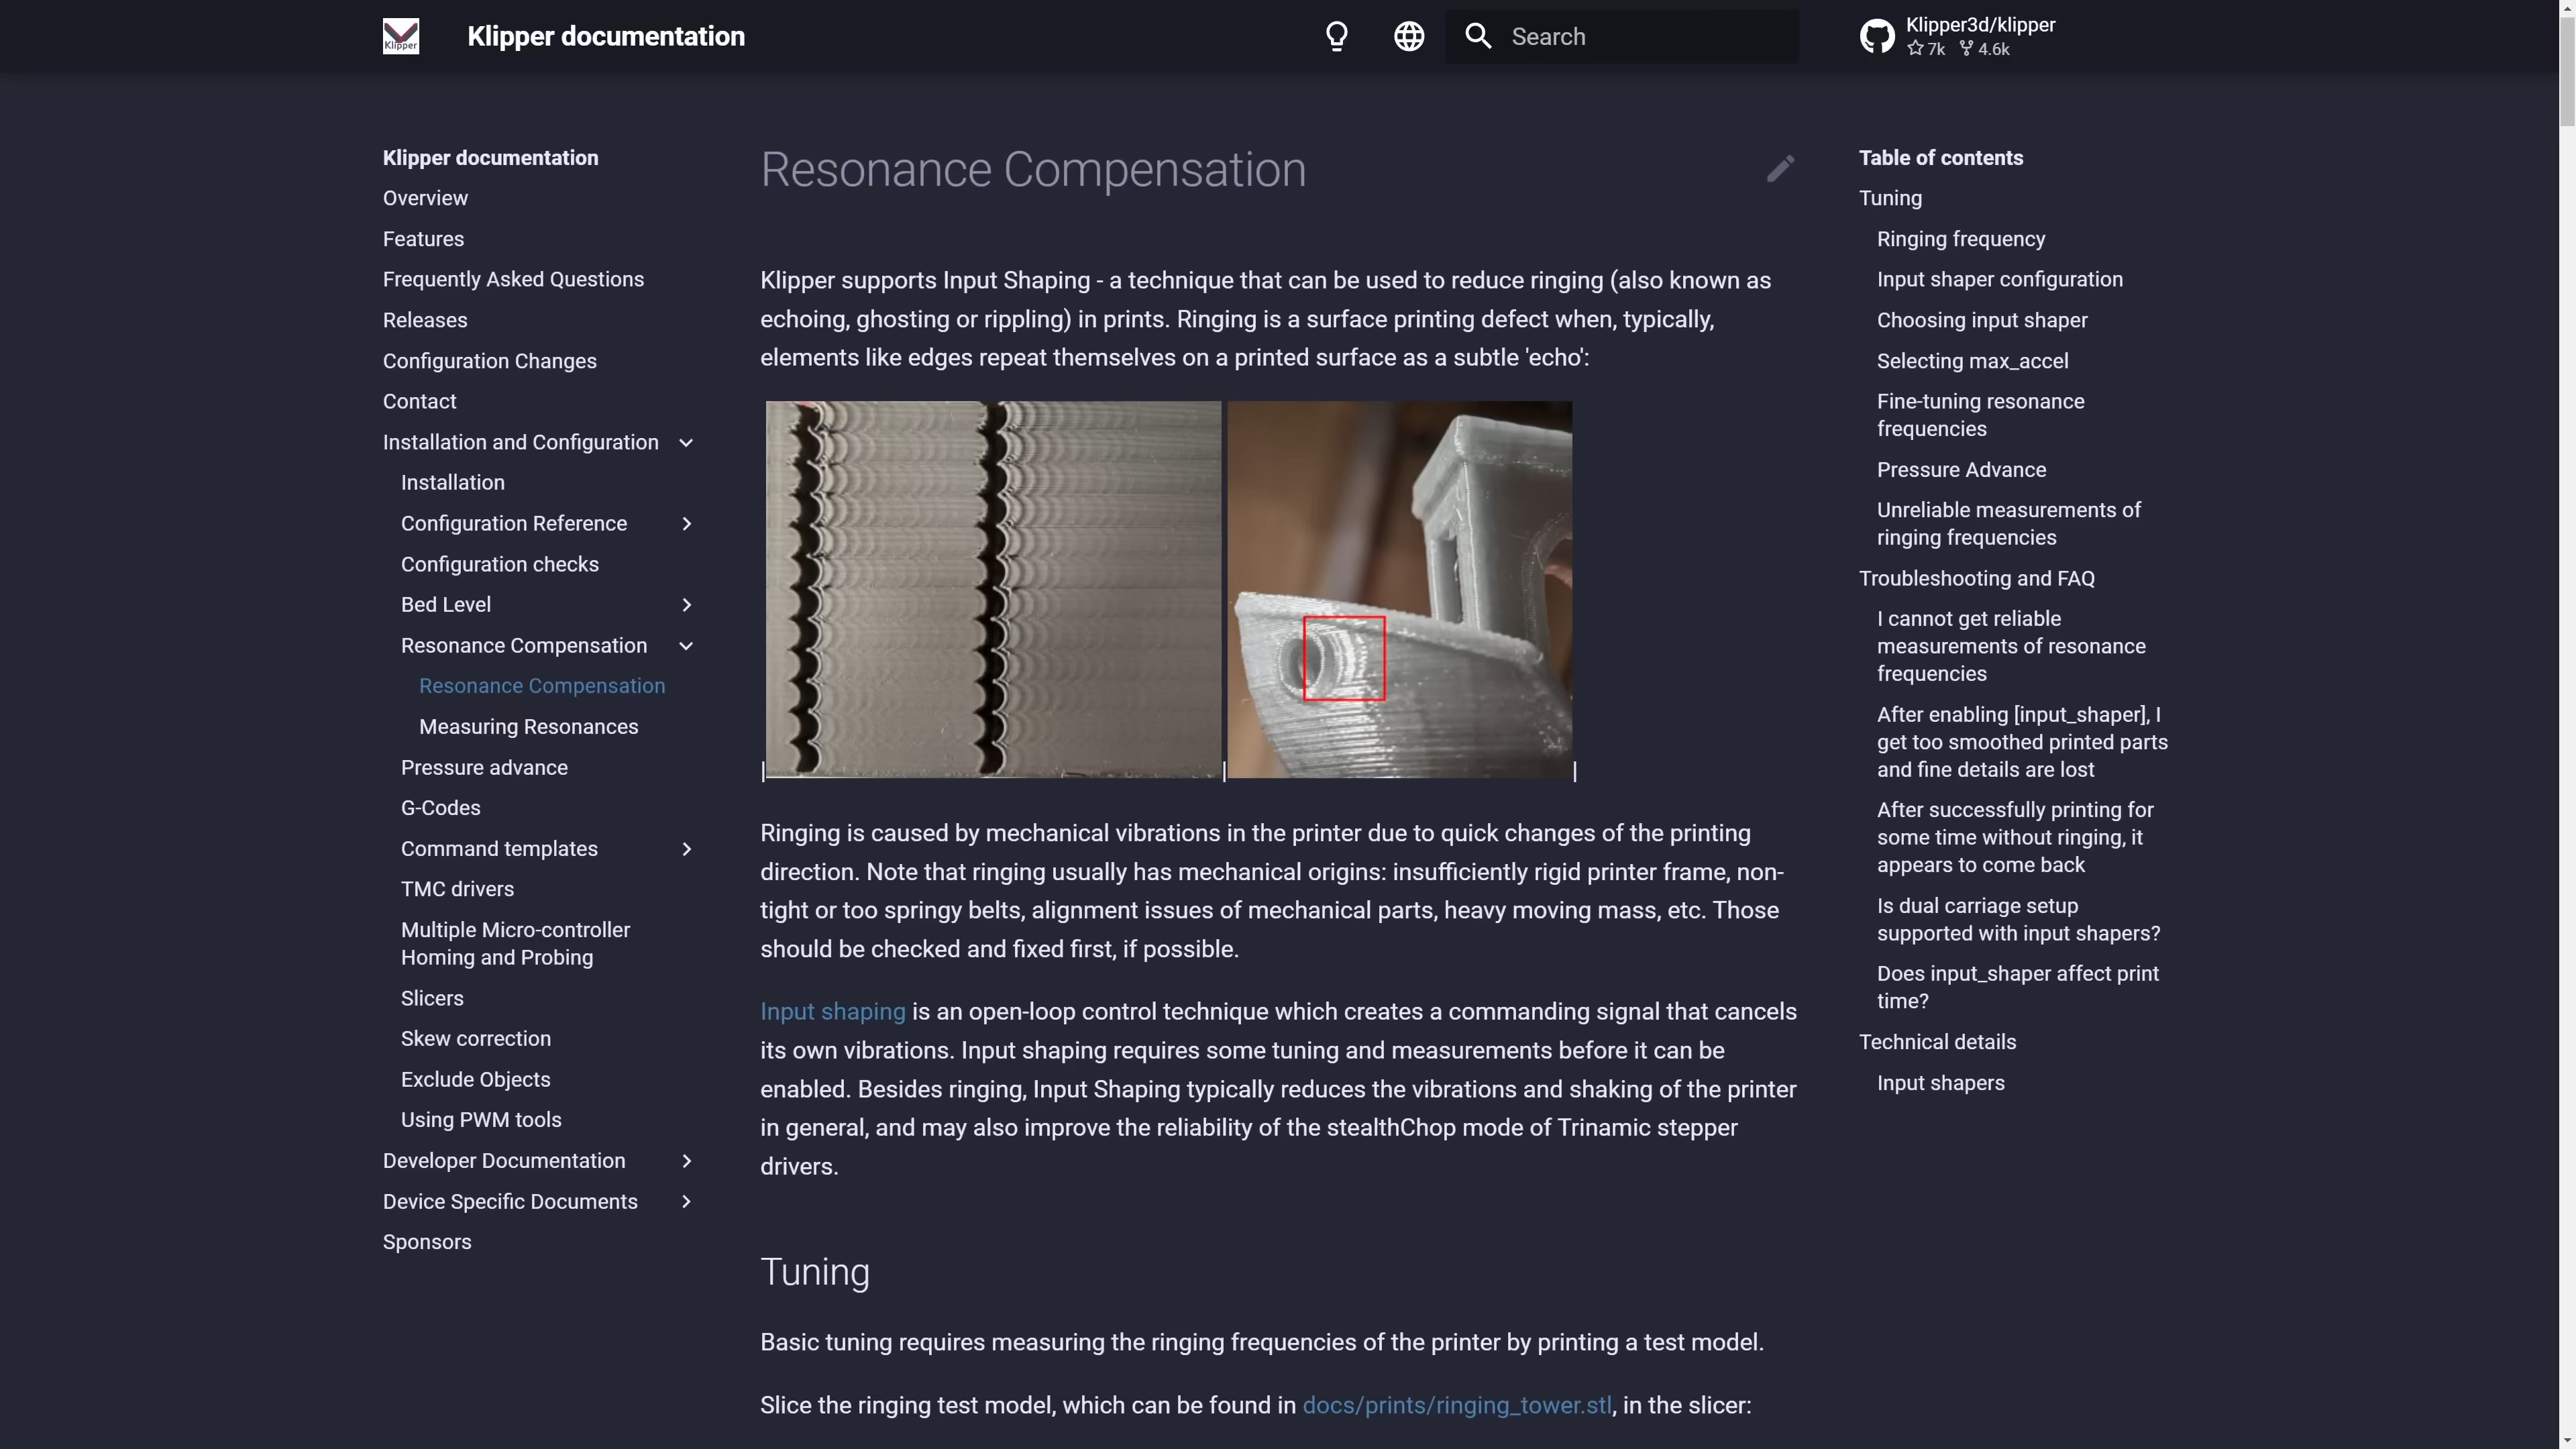 Klipper
Klipper documentation
Search
Klipper3d/klipper
7k 4.6k
Klipper documentation
Overview
Features
Frequently Asked Questions
Releases
Configuration Changes
Contact
Installation and Configuration
Installation
Configuration Reference
Configuration checks
Bed Level
Resonance Compensation
Resonance Compensation
Measuring Resonances
Pressure advance
G-Codes
Command templates
TMC drivers
Multiple Micro-controller
Homing and Probing
Slicers
Skew correction
Exclude Objects
Using PWM tools
Developer Documentation
Device Specific Documents
Sponsors
Resonance Compensation
Klipper supports Input Shaping - a technique that can be used to reduce ringing (also known as
echoing, ghosting or rippling) in prints. Ringing is a surface printing defect when, typically,
elements like edges repeat themselves on a printed surface as a subtle 'echo':
| | |
Ringing is caused by mechanical vibrations in the printer due to quick changes of the printing
direction. Note that ringing usually has mechanical origins: insufficiently rigid printer frame, non-
tight or too springy belts, alignment issues of mechanical parts, heavy moving mass, etc. Those
should be checked and fixed first, if possible.
Input shaping is an open-loop control technique which creates a commanding signal that cancels
its own vibrations. Input shaping requires some tuning and measurements before it can be
enabled. Besides ringing, Input Shaping typically reduces the vibrations and shaking of the printer
in general, and may also improve the reliability of the stealthChop mode of Trinamic stepper
drivers.
Tuning
Basic tuning requires measuring the ringing frequencies of the printer by printing a test model.
Slice the ringing test model, which can be found in docs/prints/ringing_tower.stl, in the slicer:
Table of contents
Tuning
Ringing frequency
Input shaper configuration
Choosing input shaper
Selecting max_accel
Fine-tuning resonance
frequencies
Pressure Advance
Unreliable measurements of
ringing frequencies
Troubleshooting and FAQ
I cannot get reliable
measurements of resonance
frequencies
After enabling [input_shaper], I
get too smoothed printed parts
and fine details are lost
After successfully printing for
some time without ringing, it
appears to come back
Is dual carriage setup
supported with input shapers?
Does input_shaper affect print
time?
Technical details
Input shapers